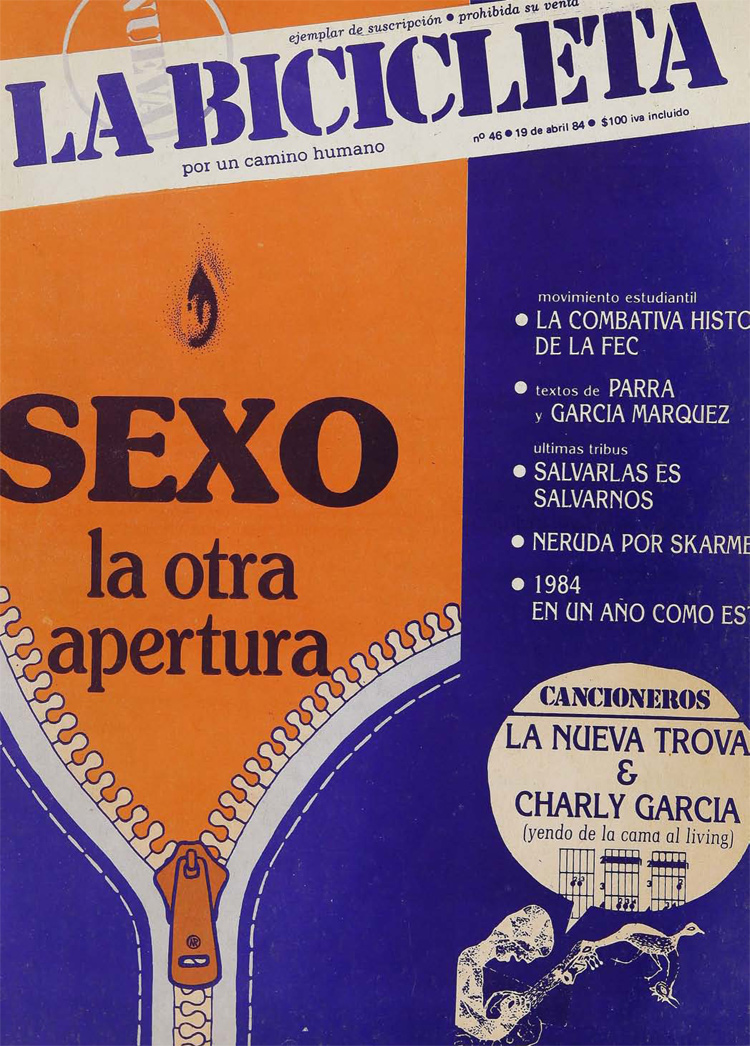 NUEVA
ejemplar de suscripción • prohibida su venta
LA BICICLETA
por un camino humano
nº 46 • 19 de abril 84 • $100 iva incluido
SEXO
la otra
apertura
movimiento estudiantil
• LA COMBATIVA HISTO
DE LA FEC
• textos de PARRA
y GARCIA MARQUEZ
ultimas tribus
• SALVARLAS ES
SALVARNOS
• NERUDA POR SKARME
• 1984
EN UN AÑO COMO EST
CANCIONEROS
LA NUEVA TROVA
&
CHARLY GARCIA
(yendo de la cama al living)